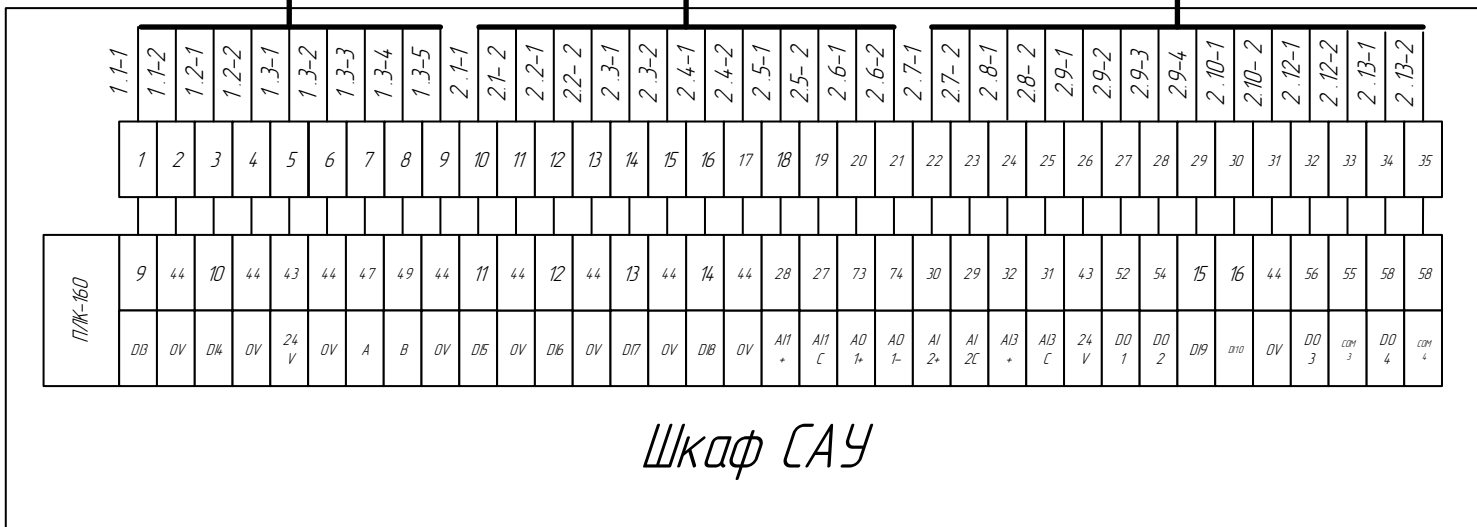 1.1-1 1.1-2 1.2-1 1.2-2 1.3-1 1.3-2 1.3-3 1.3-4 1.3-5 2.1-1 2.1-2 2.2-1 2.2-2 2.3-1 2.3-2 2.4-1 2.4-2 2.5-1 2.5-2 2.6-1 2.6-2 2.7-1 2.7-2 2.8-1 2.8-2 2.9-1 2.9-2 2.9-3 2.9-4 2.10-1 2.10-2 2.12-1 2.12-2 2.13-1 2.13-2
1 2 3 4 5 6 7 8 9 10 11 12 13 14 15 16 17 18 19 20 21 22 23 24 25 26 27 28 29 30 31 32 33 34 35
ПЛК-160
9 44 10 44 43 44 47 49 44 11 44 12 44 13 44 14 44 28 27 73 74 30 29 32 31 43 52 54 15 16 44 56 55 58 58
DI3 0V DI4 0V 24V 0V A B 0V DI5 0V DI6 0V DI7 0V DI8 0V AI1+ AI1C AO1+ AO1- AI2+ AI2C AI3+ AI3C 24V DO1 DO2 DI9 DI10 0V DO3 COM3 DO4 COM4
Шкаф САУ